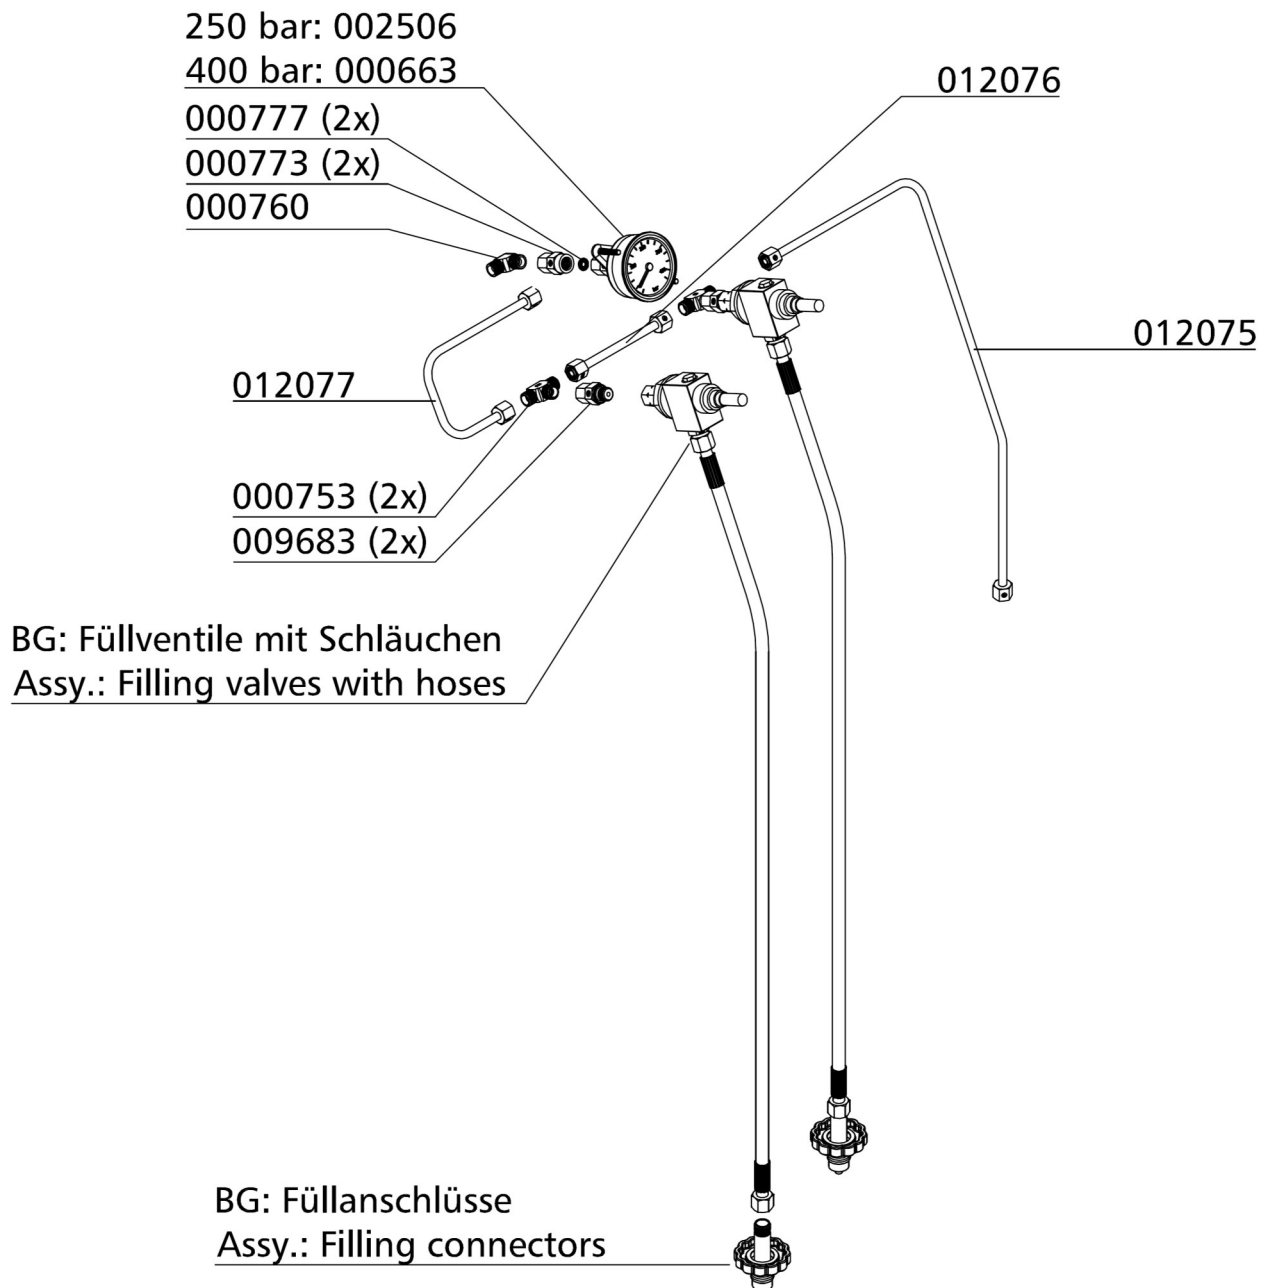 250 bar: 002506
400 bar: 000663
000777 (2x)
000773 (2x)
000760
012076
012075
012077
000753 (2x)
009683 (2x)
BG: Füllventile mit Schläuchen
Assy.: Filling valves with hoses
BG: Füllanschlüsse
Assy.: Filling connectors